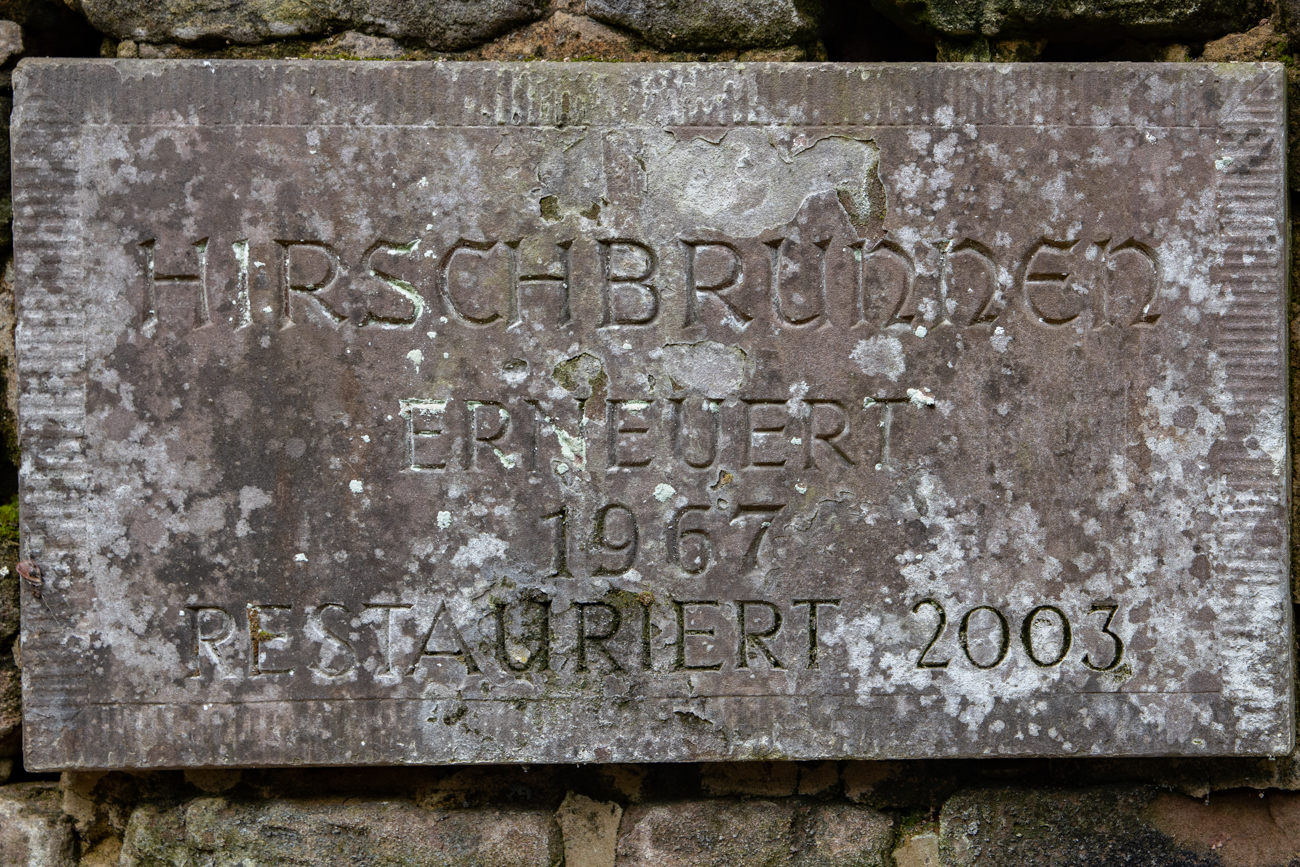 HIRSCHBRUNNEN
ERNEUERT
1967
RESTAURIERT 2003